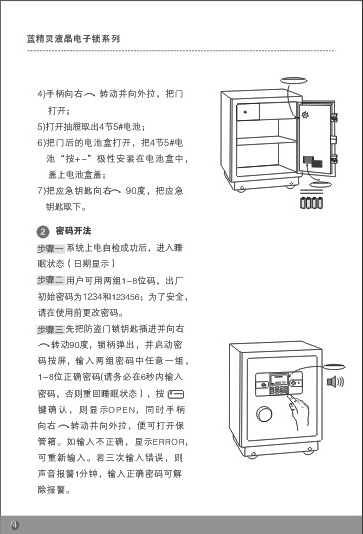 蓝精灵液晶电子锁系列
4)手柄向右 转动并向外拉，把门
打开；
5)打开抽屉取出4节5#电池；
6)把门后的电池盒打开，把4节5#电
池“按+-”极性安装在电池盒中，
盖上电池盒盖；
7)把应急钥匙向右 90度，把应急
钥匙取下。
2 密码开法
步骤一 系统上电自检成功后，进入睡
眠状态（日期显示）
步骤二 用户可用两组1-8位码，出厂
初始密码为1234和123456；为了安全，
请在使用前更改密码。
步骤三 先把防盗门锁钥匙插进并向右
转动90度，锁柄弹出，并启动密
码按屏，输入两组密码中任意一组，
1-8位正确密码(请务必在6秒内输入
密码，否则重回睡眠状态），按
键确认，则显示OPEN，同时手柄
向右 转动并向外拉，便可打开保
管箱。如输入不正确，显示ERROR，
可重新输入。若三次输入错误，则
声音报警1分钟，输入正确密码可解
除报警。
4